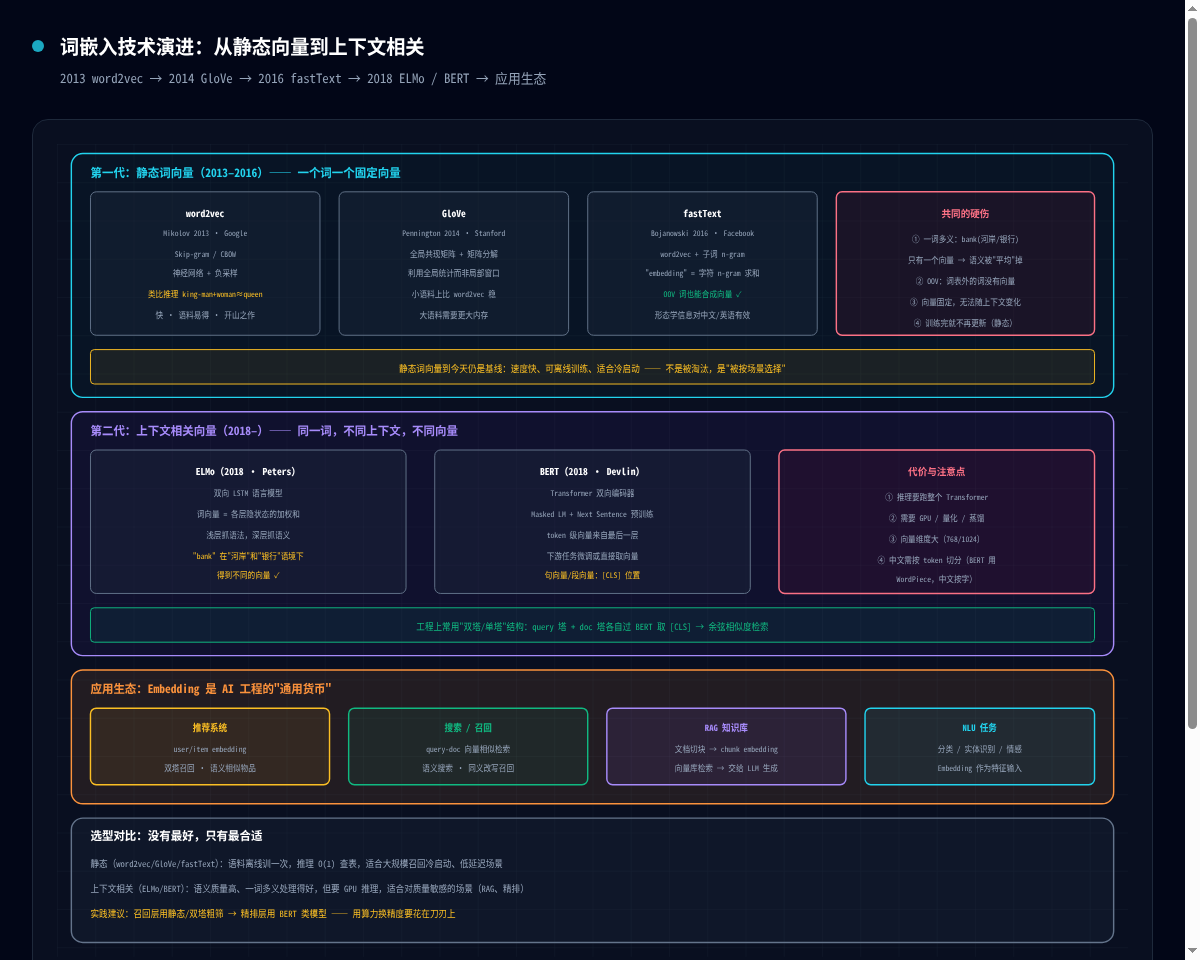 词嵌入技术演进：从静态向量到上下文相关
2013 word2vec → 2014 GloVe → 2016 fastText → 2018 ELMo / BERT → 应用生态
第一代：静态词向量（2013-2016）—— 一个词一个固定向量
word2vec
Mikolov 2013 · Google
Skip-gram / CBOW
神经网络 + 负采样
类比推理 king-man+woman≈queen
快 · 语料易得 · 开山之作
GloVe
Pennington 2014 · Stanford
全局共现矩阵 + 矩阵分解
利用全局统计而非局部窗口
小语料上比 word2vec 稳
大语料需要更大内存
fastText
Bojanowski 2016 · Facebook
word2vec + 子词 n-gram
"embedding" = 字符 n-gram 求和
OOV 词也能合成向量 ✓
形态学信息对中文/英语有效
共同的硬伤
① 一词多义：bank(河岸/银行)
只有一个向量 → 语义被"平均"掉
② OOV：词表外的词没有向量
③ 向量固定，无法随上下文变化
④ 训练完就不再更新（静态）
静态词向量到今天仍是基线：速度快、可离线训练、适合冷启动 —— 不是被淘汰，是"被按场景选择"
第二代：上下文相关向量（2018-）—— 同一词，不同上下文，不同向量
ELMo（2018 · Peters）
双向 LSTM 语言模型
词向量 = 各层隐状态的加权和
浅层抓语法，深层抓语义
"bank" 在"河岸"和"银行"语境下
得到不同的向量 ✓
BERT（2018 · Devlin）
Transformer 双向编码器
Masked LM + Next Sentence 预训练
token 级向量来自最后一层
下游任务微调或直接取向量
句向量/段向量：[CLS] 位置
代价与注意点
① 推理要跑整个 Transformer
② 需要 GPU / 量化 / 蒸馏
③ 向量维度大（768/1024）
④ 中文需按 token 切分（BERT 用
WordPiece，中文按字）
工程上常用"双塔/单塔"结构：query 塔 + doc 塔各自过 BERT 取 [CLS] → 余弦相似度检索
应用生态：Embedding 是 AI 工程的"通用货币"
推荐系统
user/item embedding
双塔召回 · 语义相似物品
搜索 / 召回
query-doc 向量相似检索
语义搜索 · 同义改写召回
RAG 知识库
文档切块 → chunk embedding
向量库检索 → 交给 LLM 生成
NLU 任务
分类 / 实体识别 / 情感
Embedding 作为特征输入
选型对比：没有最好，只有最合适
静态（word2vec/GloVe/fastText）：语料离线训一次，推理 O(1) 查表，适合大规模召回冷启动、低延迟场景
上下文相关（ELMo/BERT）：语义质量高、一词多义处理得好，但要 GPU 推理，适合对质量敏感的场景（RAG、精排）
实践建议：召回层用静态/双塔粗筛 → 精排层用 BERT 类模型 —— 用算力换精度要花在刀刃上